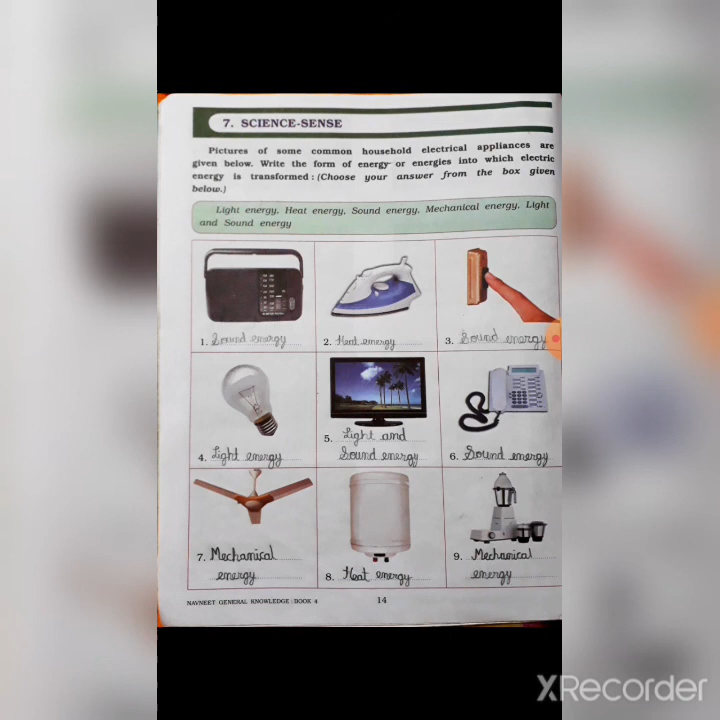 7. SCIENCE-SENSE
Pictures of some common household electrical appliances are
given below. Write the form of energy or energies into which electric
energy is transformed : (Choose your answer from the box given
below.)
Light energy, Heat energy, Sound energy, Mechanical energy, Light
and Sound energy
1. Sound energy
2. Heat energy
3. Sound energy
4. Light energy
5. Light and
Sound energy
6. Sound energy
7. Mechanical
energy
8. Heat energy
9. Mechanical
energy
NAVNEET GENERAL KNOWLEDGE : BOOK 4
14
XRecorder